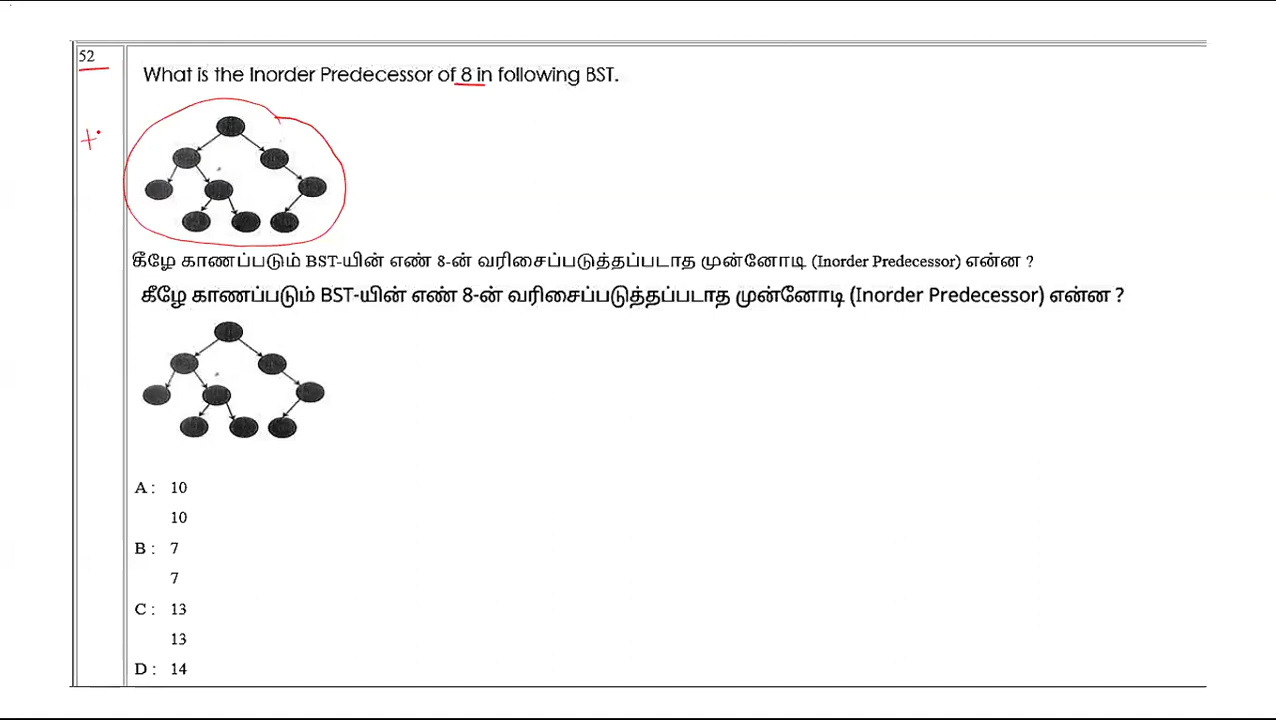 52
What is the Inorder Predecessor of 8 in following BST.
கீழே காணப்படும் BST-யின் எண் 8-ன் வரிசைப்படுத்தப்படாத முன்னோடி (Inorder Predecessor) என்ன ?
கீழே காணப்படும் BST-யின் எண் 8-ன் வரிசைப்படுத்தப்படாத முன்னோடி (Inorder Predecessor) என்ன ?
A : 10
10
B : 7
7
C : 13
13
D : 14